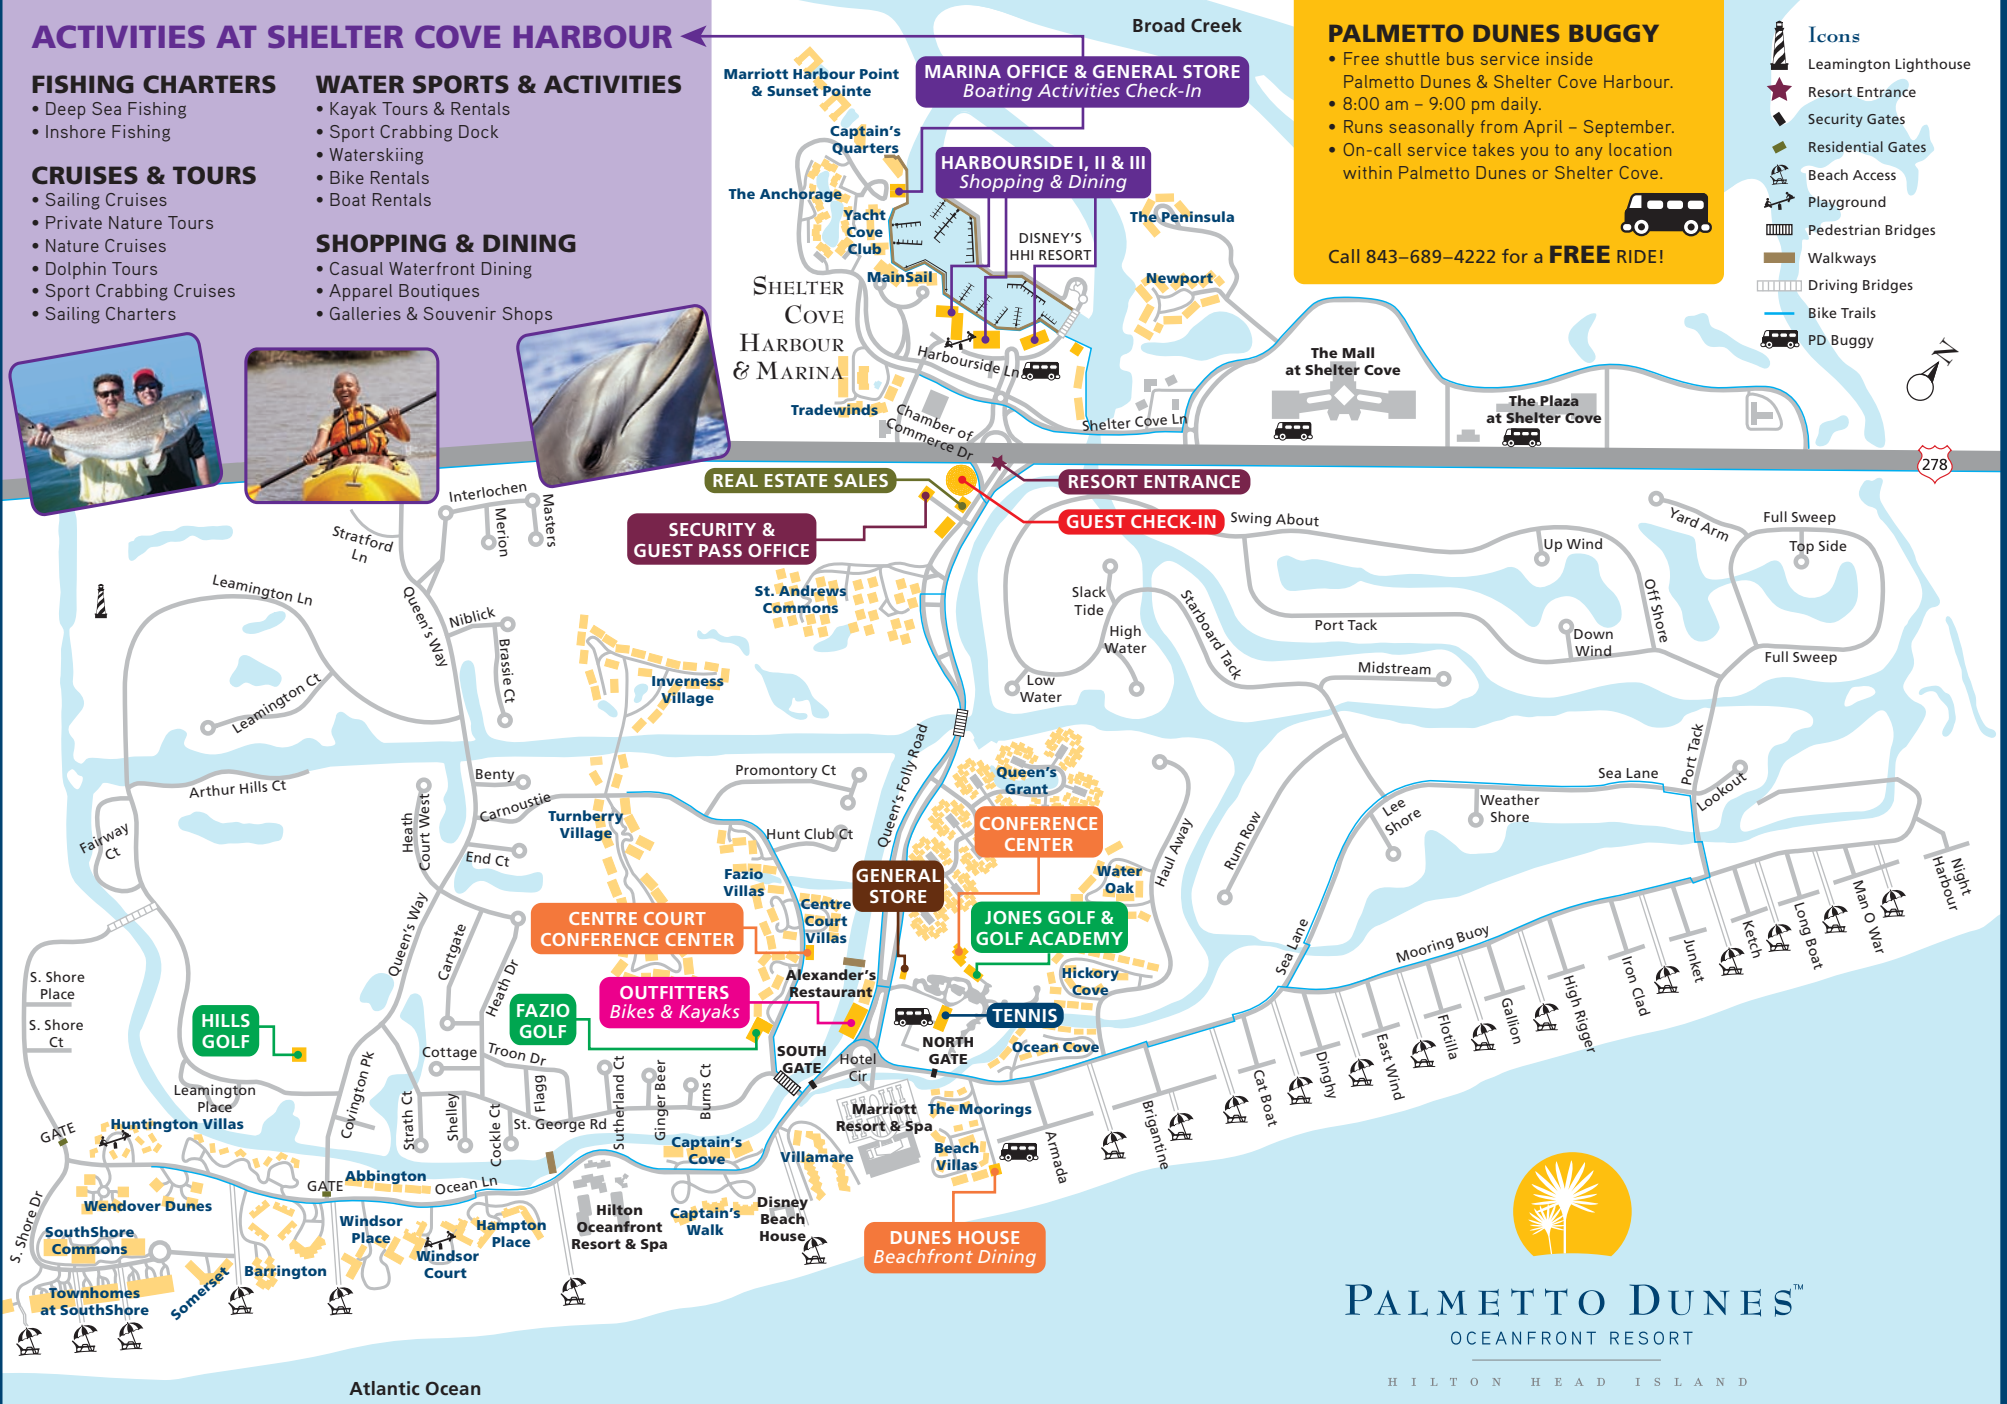 ACTIVITIES AT SHELTER COVE HARBOUR
FISHING CHARTERS
• Deep Sea Fishing
• Inshore Fishing
CRUISES & TOURS
• Sailing Cruises
• Private Nature Tours
• Nature Cruises
• Dolphin Tours
• Sport Crabbing Cruises
• Sailing Charters
WATER SPORTS & ACTIVITIES
• Kayak Tours & Rentals
• Sport Crabbing Dock
• Waterskiing
• Bike Rentals
• Boat Rentals
SHOPPING & DINING
• Casual Waterfront Dining
• Apparel Boutiques
• Galleries & Souvenir Shops
Broad Creek
MARINA OFFICE & GENERAL STORE
Boating Activities Check-In
Marriott Harbour Point
& Sunset Pointe
Captain's
Quarters
HARBOURSIDE I, II & III
Shopping & Dining
The Anchorage
Yacht
Cove
Club
MainSail
DISNEY'S
HHI RESORT
The Peninsula
Newport
SHELTER
COVE
HARBOUR
& MARINA
Harbourside Ln
Tradewinds
Chamber of
Commerce Dr
Shelter Cove Ln
The Mall
at Shelter Cove
The Plaza
at Shelter Cove
PALMETTO DUNES BUGGY
• Free shuttle bus service inside
Palmetto Dunes & Shelter Cove Harbour.
• 8:00 am – 9:00 pm daily.
• Runs seasonally from April – September.
• On-call service takes you to any location
within Palmetto Dunes or Shelter Cove.
Call 843–689–4222 for a FREE RIDE!
Icons
Leamington Lighthouse
Resort Entrance
Security Gates
Residential Gates
Beach Access
Playground
Pedestrian Bridges
Walkways
Driving Bridges
Bike Trails
PD Buggy
N
278
REAL ESTATE SALES
RESORT ENTRANCE
SECURITY &
GUEST PASS OFFICE
GUEST CHECK-IN
Interlochen
Masters
Merion
Stratford
Ln
Leamington Ln
Queen's Way
Niblick
Brassie Ct
Leamington Ct
St. Andrews
Commons
Inverness
Village
Swing About
Slack
Tide
High
Water
Low
Water
Starboard Tack
Port Tack
Midstream
Up Wind
Down
Wind
Off Shore
Yard Arm
Full Sweep
Top Side
Full Sweep
Arthur Hills Ct
Fairway
Ct
Benty
Carnoustie
Heath
Court West
End Ct
Turnberry
Village
Promontory Ct
Hunt Club Ct
Queen's Folly Road
Queen's
Grant
CONFERENCE
CENTER
Fazio
Villas
GENERAL
STORE
Water
Oak
Haul Away
Rum Row
Lee
Shore
Weather
Shore
Sea Lane
Port Tack
Lookout
CENTRE COURT
CONFERENCE CENTER
Centre
Court
Villas
JONES GOLF &
GOLF ACADEMY
Queen's Way
Cartgate
Heath Dr
Alexander's
Restaurant
Hickory
Cove
Sea Lane
Mooring Buoy
Night
Harbour
Man O War
Long Boat
Ketch
Junket
Iron Clad
High Rigger
Gallion
Flotilla
East Wind
Dinghy
Cat Boat
Brigantine
Armada
S. Shore
Place
S. Shore
Ct
HILLS
GOLF
FAZIO
GOLF
OUTFITTERS
Bikes & Kayaks
TENNIS
Ocean Cove
NORTH
GATE
SOUTH
GATE
Hotel
Cir
Cottage
Troon Dr
Flagg
Covington Pk
Strath Ct
Shelley
Cockle Ct
St. George Rd
Sutherland Ct
Ginger Beer
Burns Ct
Leamington
Place
GATE
Huntington Villas
Marriott
Resort & Spa
The Moorings
Beach
Villas
Captain's
Cove
Villamare
Abbington
GATE
Ocean Ln
Wendover Dunes
S. Shore Dr
SouthShore
Commons
Windsor
Place
Windsor
Court
Hampton
Place
Hilton
Oceanfront
Resort & Spa
Captain's
Walk
Disney
Beach
House
DUNES HOUSE
Beachfront Dining
Barrington
Somerset
Townhomes
at SouthShore
Atlantic Ocean
PALMETTO DUNES™
OCEANFRONT RESORT
HILTON HEAD ISLAND